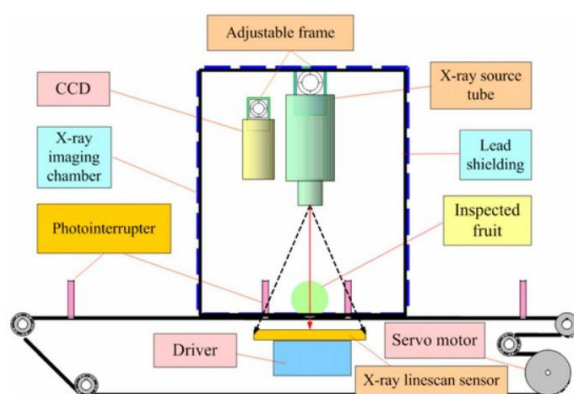 Adjustable frame
CCD
X-ray source
tube
X-ray
imaging
chamber
Lead
shielding
Photointerrupter
Inspected
fruit
Driver
Servo motor
X-ray linescan sensor